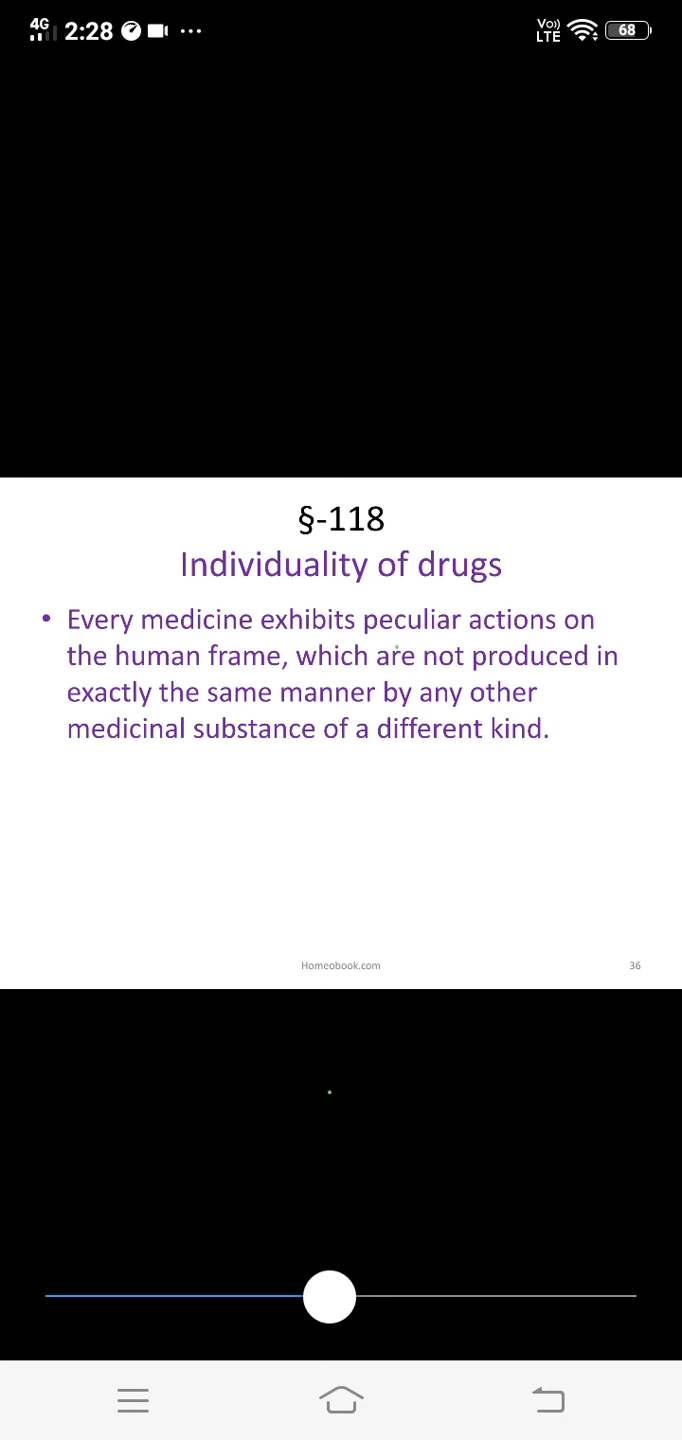 4G 2:28 ... Vo)) LTE 68
§-118
Individuality of drugs
• Every medicine exhibits peculiar actions on
the human frame, which are not produced in
exactly the same manner by any other
medicinal substance of a different kind.
Homeobook.com 36